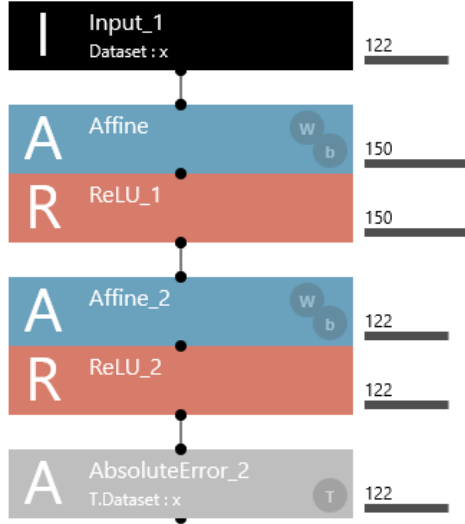 I
Input_1
Dataset : x
122
A
Affine
W
b
150
R
ReLU_1
150
A
Affine_2
W
b
122
R
ReLU_2
122
A
AbsoluteError_2
T.Dataset : x
T
122